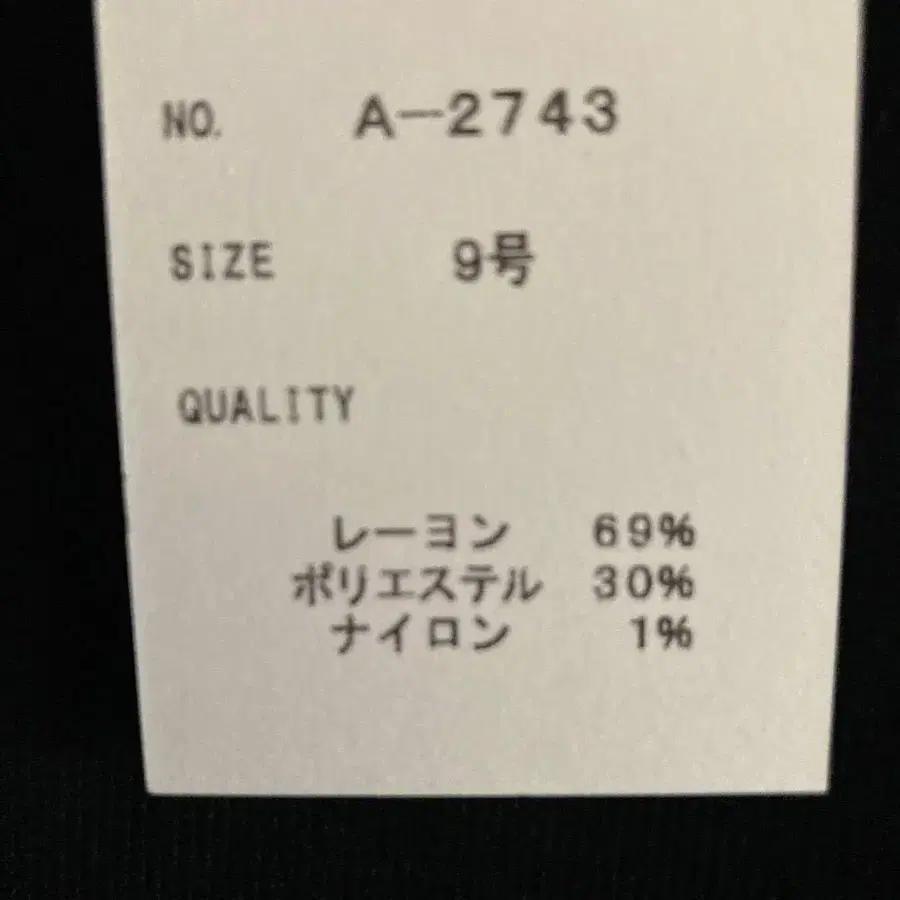 NO. A-2743
SIZE 9号
QUALITY
レーヨン 69%
ポリエステル 30%
ナイロン 1%